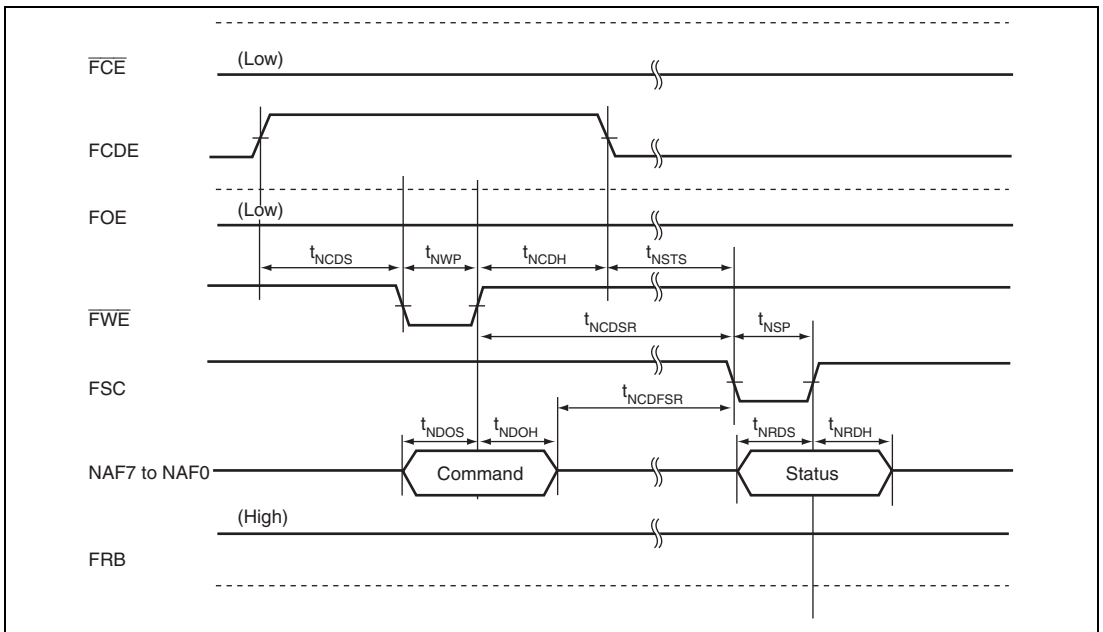 FCE (Low)
FCDE
FOE (Low)
tNCDS tNWP tNCDH tNSTS
FWE
tNCDSR tNSP
FSC
tNCDFSR
tNDOS tNDOH tNRDS tNRDH
NAF7 to NAF0 Command Status
(High)
FRB